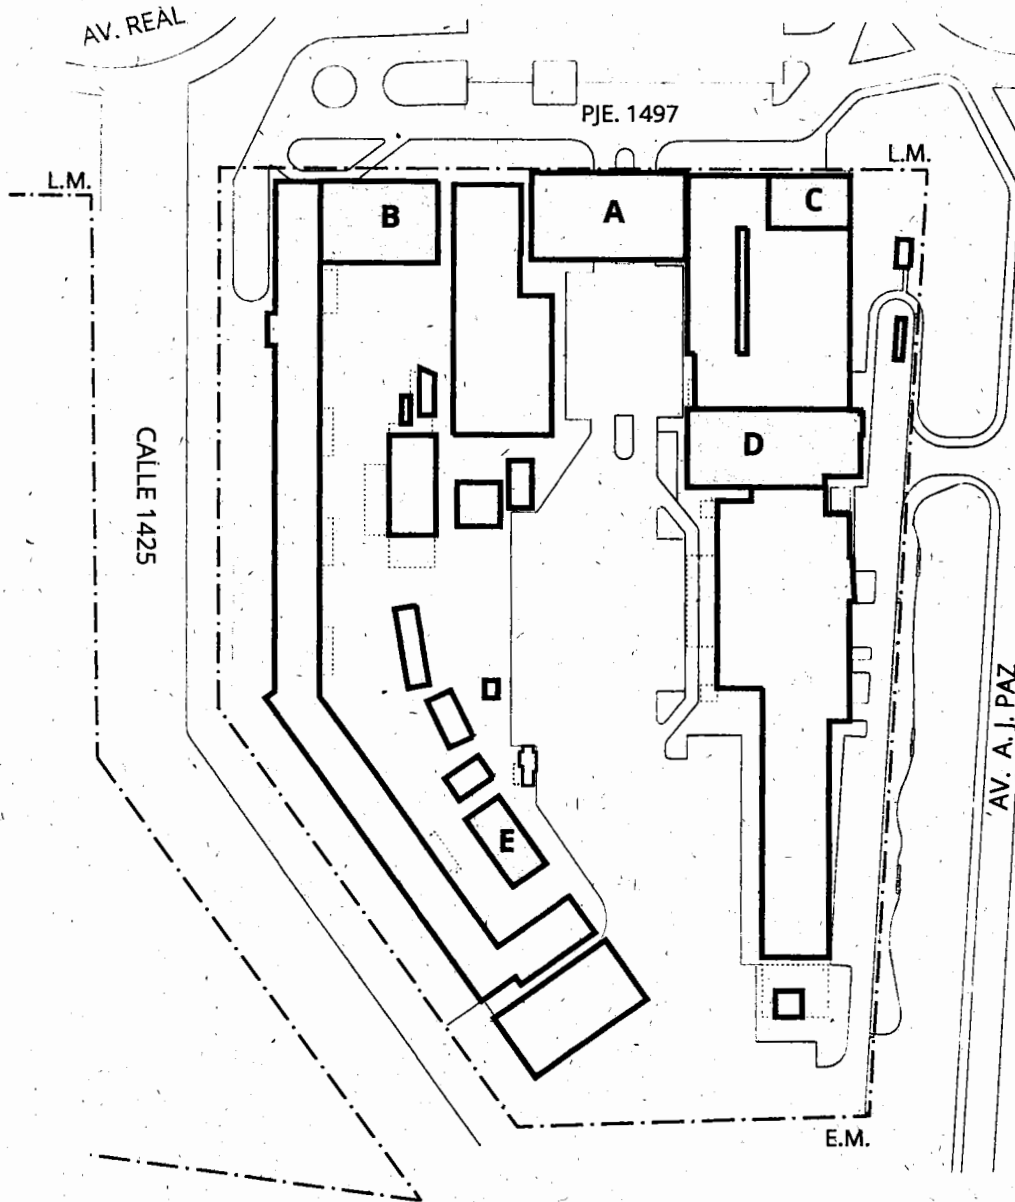 AV. REAL
PJE. 1497
L.M.
L.M.
B
A
C
D
CALLE 1425
AV. A. J. PAZ
E
E.M.